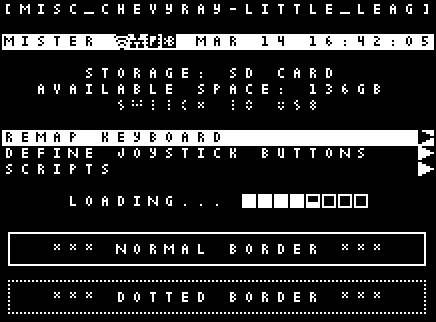 [MISC_CHEVYRAY-LITTLE_LEAG]
MISTER MAR 14 16:42:05
STORAGE: SD CARD
AVAILABLE SPACE: 136GB
REMAP KEYBOARD
DEFINE JOYSTICK BUTTONS
SCRIPTS
LOADING...
*** NORMAL BORDER ***
*** DOTTED BORDER ***